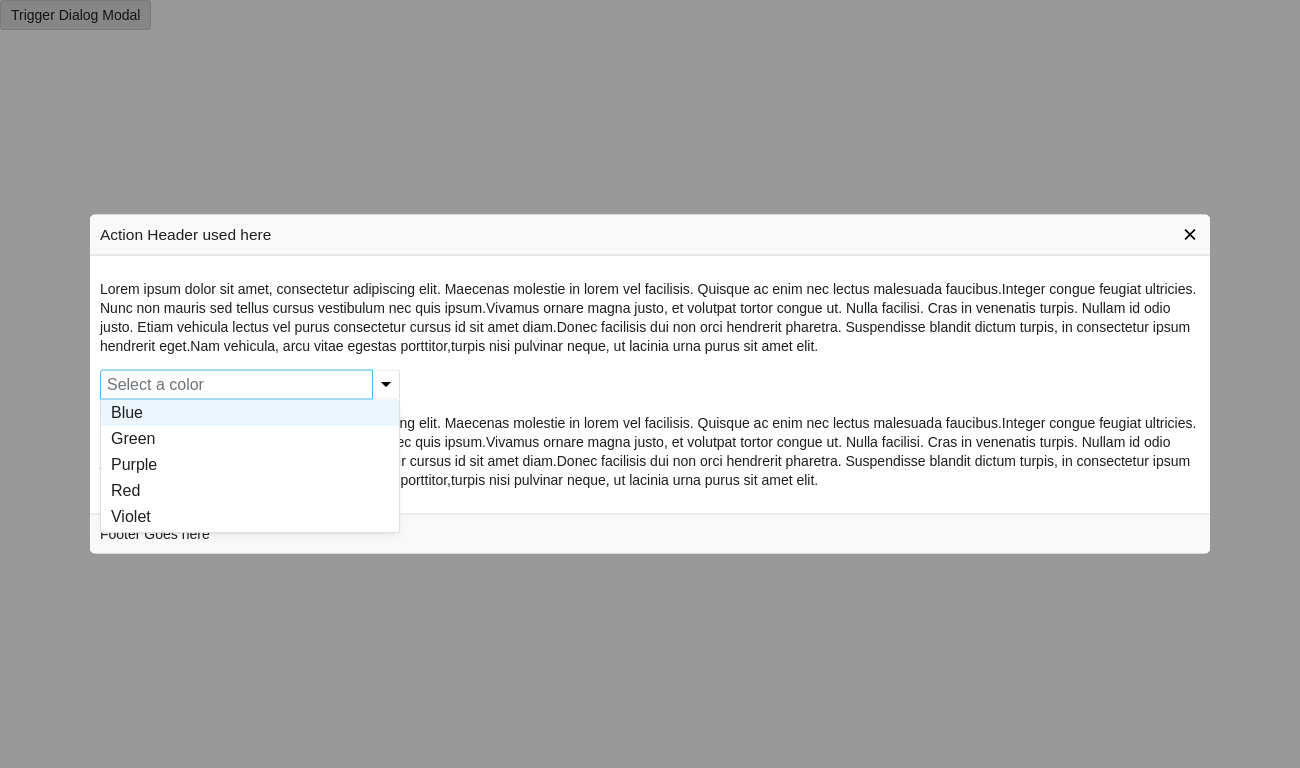 Trigger Dialog Modal
Action Header used here
Lorem ipsum dolor sit amet, consectetur adipiscing elit. Maecenas molestie in lorem vel facilisis. Quisque ac enim nec lectus malesuada faucibus.Integer congue feugiat ultricies.
Nunc non mauris sed tellus cursus vestibulum nec quis ipsum.Vivamus ornare magna justo, et volutpat tortor congue ut. Nulla facilisi. Cras in venenatis turpis. Nullam id odio
justo. Etiam vehicula lectus vel purus consectetur cursus id sit amet diam.Donec facilisis dui non orci hendrerit pharetra. Suspendisse blandit dictum turpis, in consectetur ipsum
hendrerit eget.Nam vehicula, arcu vitae egestas porttitor,turpis nisi pulvinar neque, ut lacinia urna purus sit amet elit.
Select a color
Blue
Green
Purple
Red
Violet
elit. Maecenas molestie in lorem vel facilisis. Quisque ac enim nec lectus malesuada faucibus.Integer congue feugiat ultricies.
quis ipsum.Vivamus ornare magna justo, et volutpat tortor congue ut. Nulla facilisi. Cras in venenatis turpis. Nullam id odio
cursus id sit amet diam.Donec facilisis dui non orci hendrerit pharetra. Suspendisse blandit dictum turpis, in consectetur ipsum
porttitor,turpis nisi pulvinar neque, ut lacinia urna purus sit amet elit.
Footer Goes here